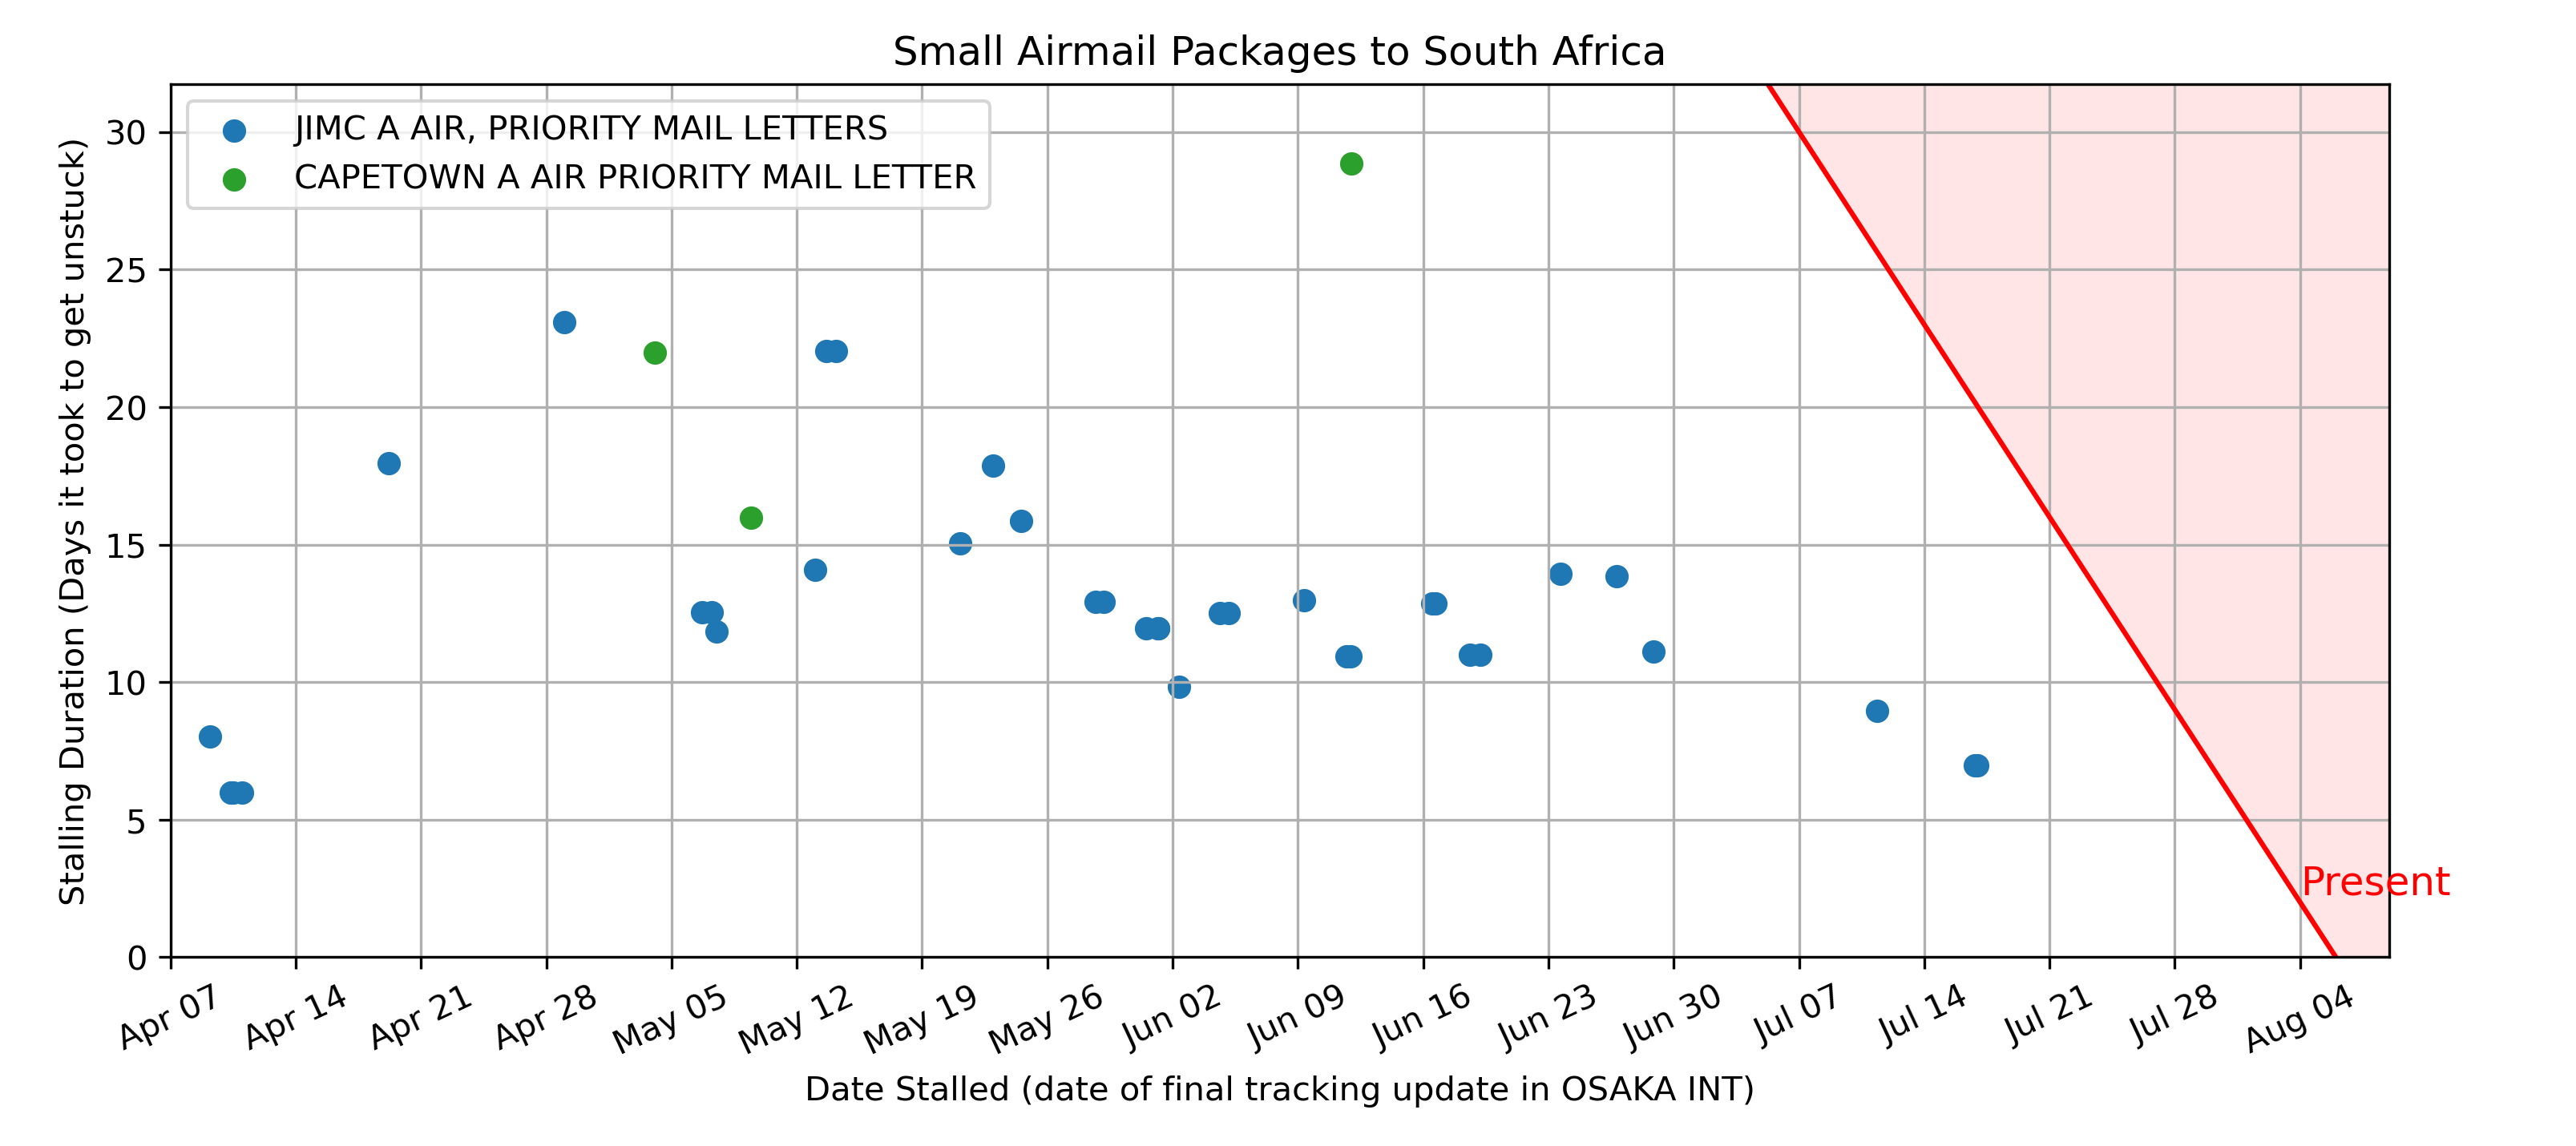 Small Airmail Packages to South Africa
JIMC A AIR, PRIORITY MAIL LETTERS
CAPETOWN A AIR PRIORITY MAIL LETTER
Stalling Duration (Days it took to get unstuck)
30
25
20
15
10
5
0
Present
Apr 07
Apr 14
Apr 21
Apr 28
May 05
May 12
May 19
May 26
Jun 02
Jun 09
Jun 16
Jun 23
Jun 30
Jul 07
Jul 14
Jul 21
Jul 28
Aug 04
Date Stalled (date of final tracking update in OSAKA INT)